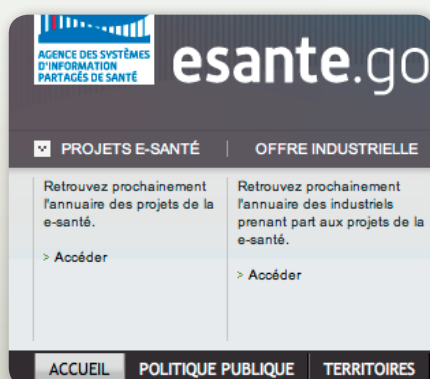 AGENCE DES SYSTÈMES
D'INFORMATION
PARTAGÉS DE SANTÉ
esante.go
PROJETS E-SANTÉ
OFFRE INDUSTRIELLE
Retrouvez prochainement
l'annuaire des projets de la
e-santé.
> Accéder
Retrouvez prochainement
l'annuaire des industriels
prenant part aux projets de la
e-santé.
> Accéder
ACCUEIL
POLITIQUE PUBLIQUE
TERRITOIRES